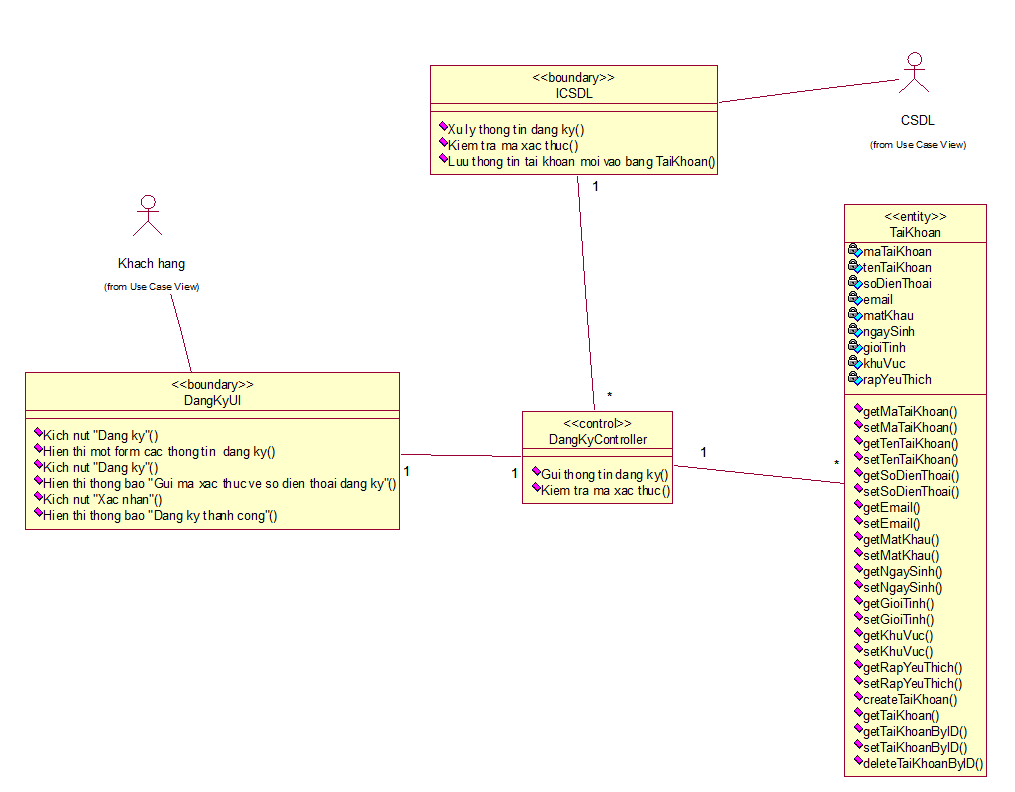 <<boundary>>
ICSDL
Xu ly thong tin dang ky()
Kiem tra ma xac thuc()
Luu thong tin tai khoan moi vao bang TaiKhoan()
CSDL
(from Use Case View)
1
Khach hang
(from Use Case View)
<<boundary>>
DangKyUI
Kich nut "Dang ky"()
Hien thi mot form cac thong tin dang ky()
Kich nut "Dang ky"()
Hien thi thong bao "Gui ma xac thuc ve so dien thoai dang ky"()
Kich nut "Xac nhan"()
Hien thi thong bao "Dang ky thanh cong"()
1
1
*
<<control>>
DangKyController
Gui thong tin dang ky()
Kiem tra ma xac thuc()
1
*
<<entity>>
TaiKhoan
maTaiKhoan
tenTaiKhoan
soDienThoai
email
matKhau
ngaySinh
gioiTinh
khuVuc
rapYeuThich
getMaTaiKhoan()
setMaTaiKhoan()
getTenTaiKhoan()
setTenTaiKhoan()
getSoDienThoai()
setSoDienThoai()
getEmail()
setEmail()
getMatKhau()
setMatKhau()
getNgaySinh()
setNgaySinh()
getGioiTinh()
setGioiTinh()
getKhuVuc()
setKhuVuc()
getRapYeuThich()
setRapYeuThich()
createTaiKhoan()
getTaiKhoan()
getTaiKhoanByID()
setTaiKhoanByID()
deleteTaiKhoanByID()